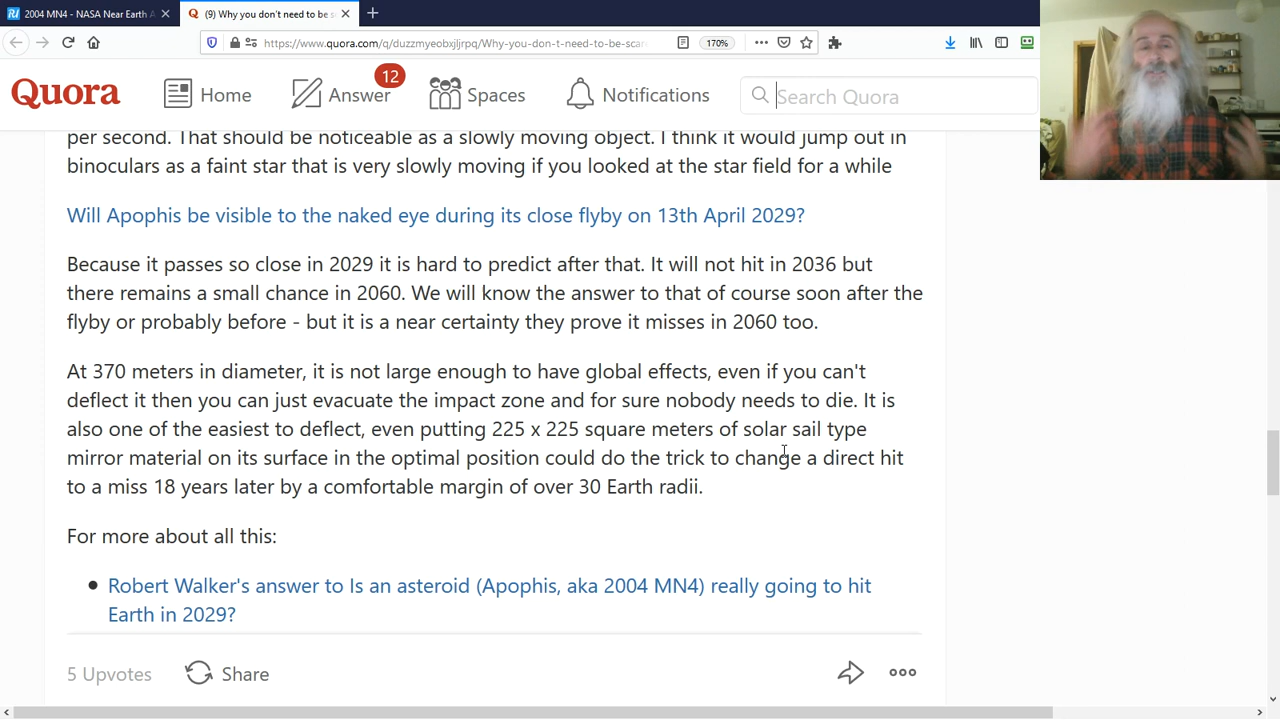 2004 MN4 - NASA Near Earth A
(9) Why you don't need to be s
https://www.quora.com/q/duzzmyeobxjljrpq/Why-you-don-t-need-to-be-scar
170%
Quora
Home
Answer
12
Spaces
Notifications
Search Quora
per second. That should be noticeable as a slowly moving object. I think it would jump out in
binoculars as a faint star that is very slowly moving if you looked at the star field for a while
Will Apophis be visible to the naked eye during its close flyby on 13th April 2029?
Because it passes so close in 2029 it is hard to predict after that. It will not hit in 2036 but
there remains a small chance in 2060. We will know the answer to that of course soon after the
flyby or probably before - but it is a near certainty they prove it misses in 2060 too.
At 370 meters in diameter, it is not large enough to have global effects, even if you can't
deflect it then you can just evacuate the impact zone and for sure nobody needs to die. It is
also one of the easiest to deflect, even putting 225 x 225 square meters of solar sail type
mirror material on its surface in the optimal position could do the trick to change a direct hit
to a miss 18 years later by a comfortable margin of over 30 Earth radii.
For more about all this:
Robert Walker's answer to Is an asteroid (Apophis, aka 2004 MN4) really going to hit
Earth in 2029?
5 Upvotes
Share